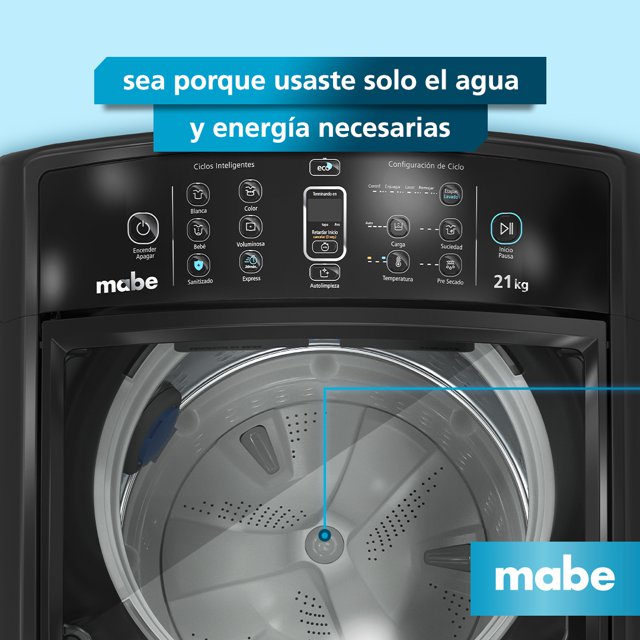 sea porque usaste solo el agua
y energía necesarias
Ciclos Inteligentes
eco
Configuración de Ciclo
Blanca
Color
Bebé
Voluminosa
Sanitizado
Express
Terminando en
Retardar Inicio
Autolimpieza
Etapas
Lavado
Carga
Suciedad
Temperatura
Pre Secado
Encender
Apagar
Inicio
Pausa
mabe
21 kg
mabe